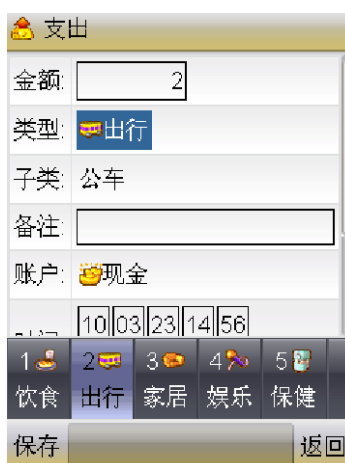 支出
金额: 2
类型: 出行
子类: 公车
备注:
账户: 现金
10 03 23 14 56
1 2 3 4 5
饮食 出行 家居 娱乐 保健
保存 返回